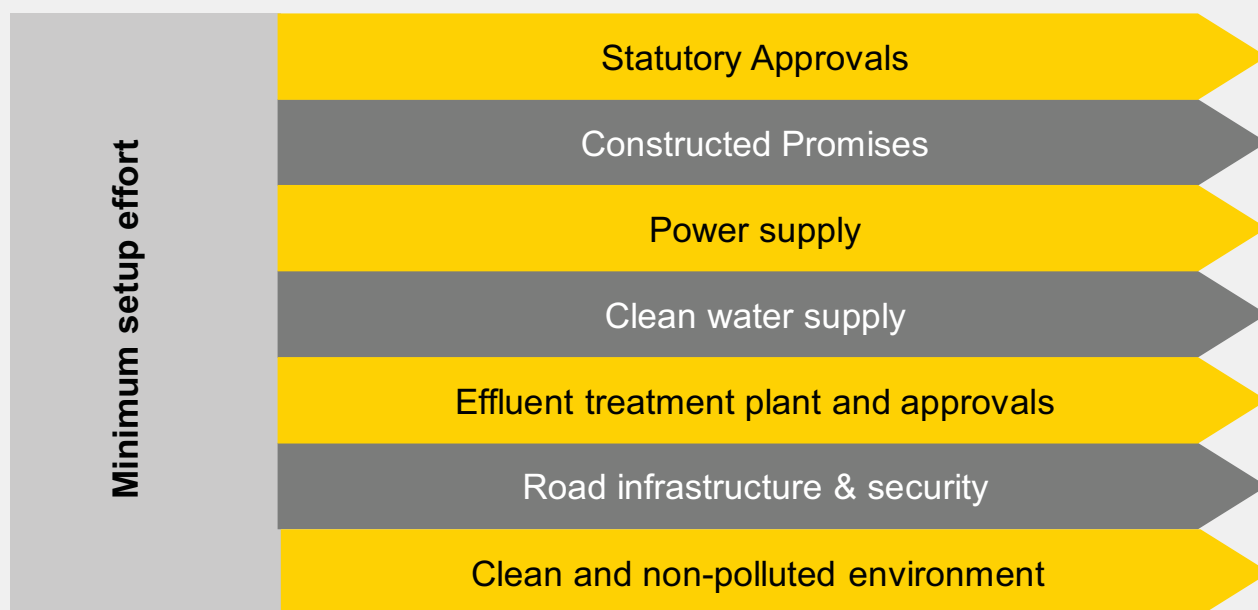 Minimum setup effort
Statutory Approvals
Constructed Promises
Power supply
Clean water supply
Effluent treatment plant and approvals
Road infrastructure & security
Clean and non-polluted environment